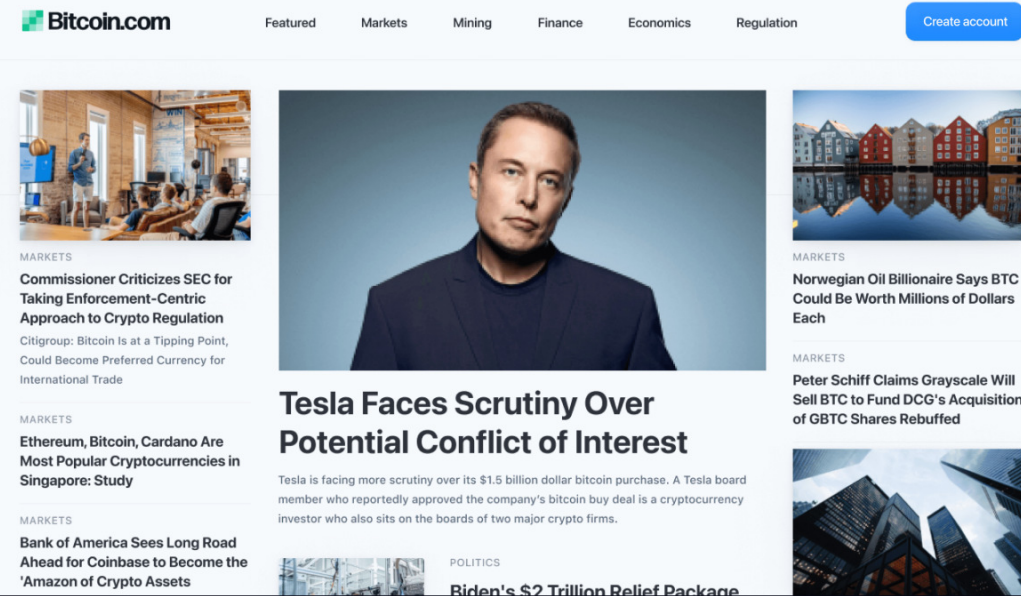 Bitcoin.com
Featured
Markets
Mining
Finance
Economics
Regulation
Create account
WIN
MARKETS
Commissioner Criticizes SEC for
Taking Enforcement-Centric
Approach to Crypto Regulation
Citigroup: Bitcoin Is at a Tipping Point,
Could Become Preferred Currency for
International Trade
MARKETS
Ethereum, Bitcoin, Cardano Are
Most Popular Cryptocurrencies in
Singapore: Study
MARKETS
Bank of America Sees Long Road
Ahead for Coinbase to Become the
'Amazon of Crypto Assets
Tesla Faces Scrutiny Over
Potential Conflict of Interest
Tesla is facing more scrutiny over its $1.5 billion dollar bitcoin purchase. A Tesla board
member who reportedly approved the company's bitcoin buy deal is a cryptocurrency
investor who also sits on the boards of two major crypto firms.
POLITICS
Biden's $2 Trillion Relief Package
MARKETS
Norwegian Oil Billionaire Says BTC
Could Be Worth Millions of Dollars
Each
MARKETS
Peter Schiff Claims Grayscale Will
Sell BTC to Fund DCG's Acquisition
of GBTC Shares Rebuffed